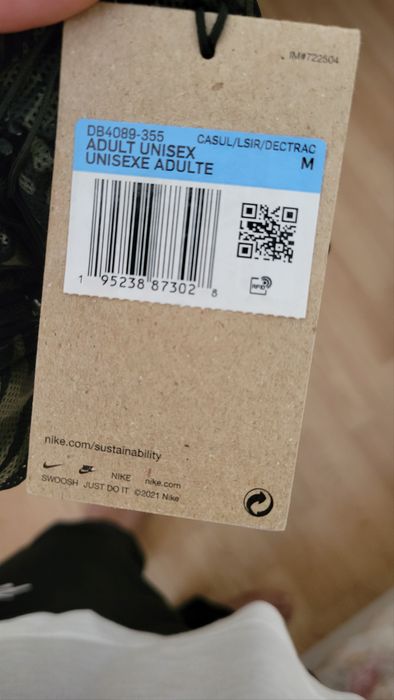 IM#722504
DB4089-355 CASUL/LSIR/DECTRAC
ADULT UNISEX M
UNISEXE ADULTE
1 95238 87302 8
RFID
nike.com/sustainability
NIKE nike.com
SWOOSH JUST DO IT ©2021 Nike